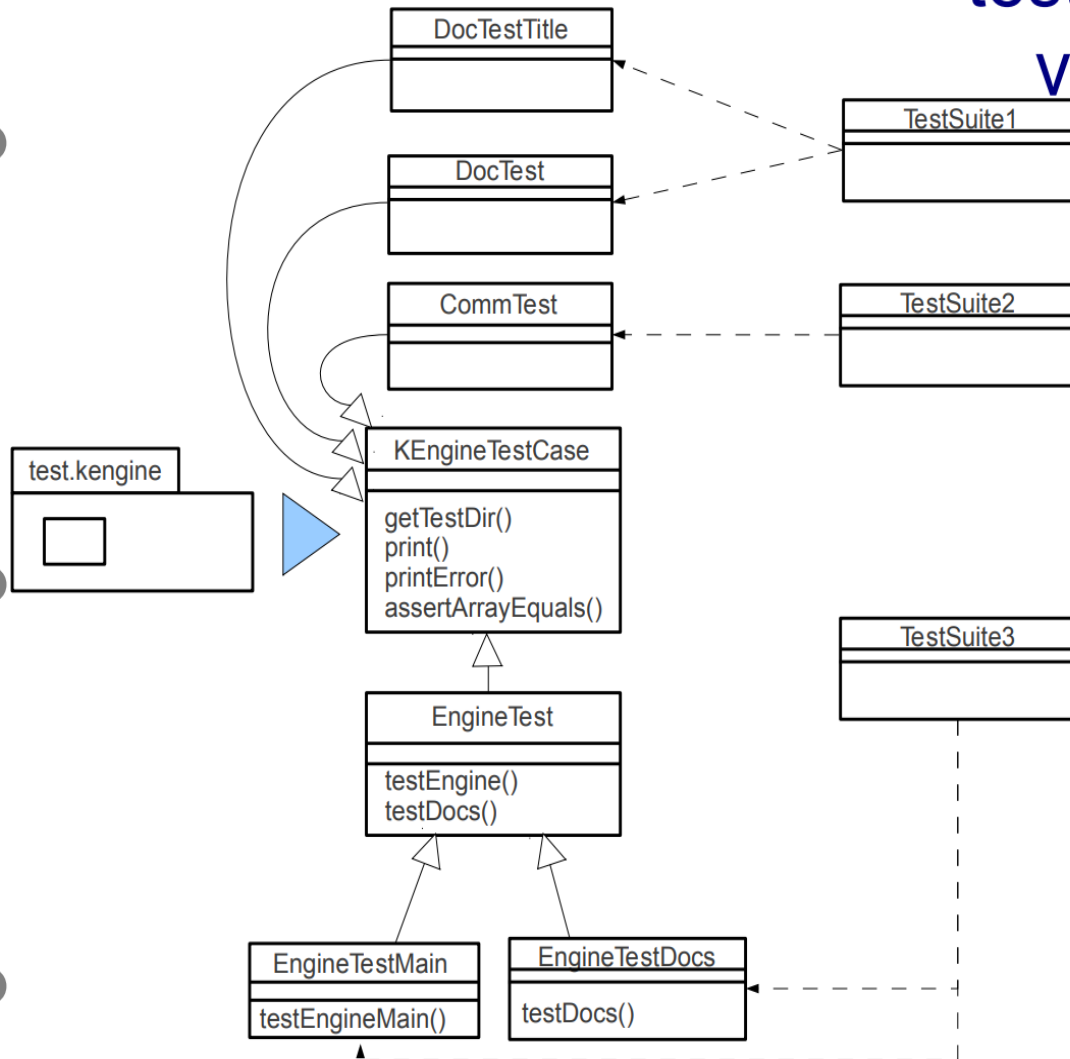 DocTestTitle
TestSuite1
DocTest
CommTest
TestSuite2
KEngineTestCase
test.kengine
getTestDir()
print()
printError()
assertArrayEquals()
TestSuite3
EngineTest
testEngine()
testDocs()
EngineTestMain
testEngineMain()
EngineTestDocs
testDocs()